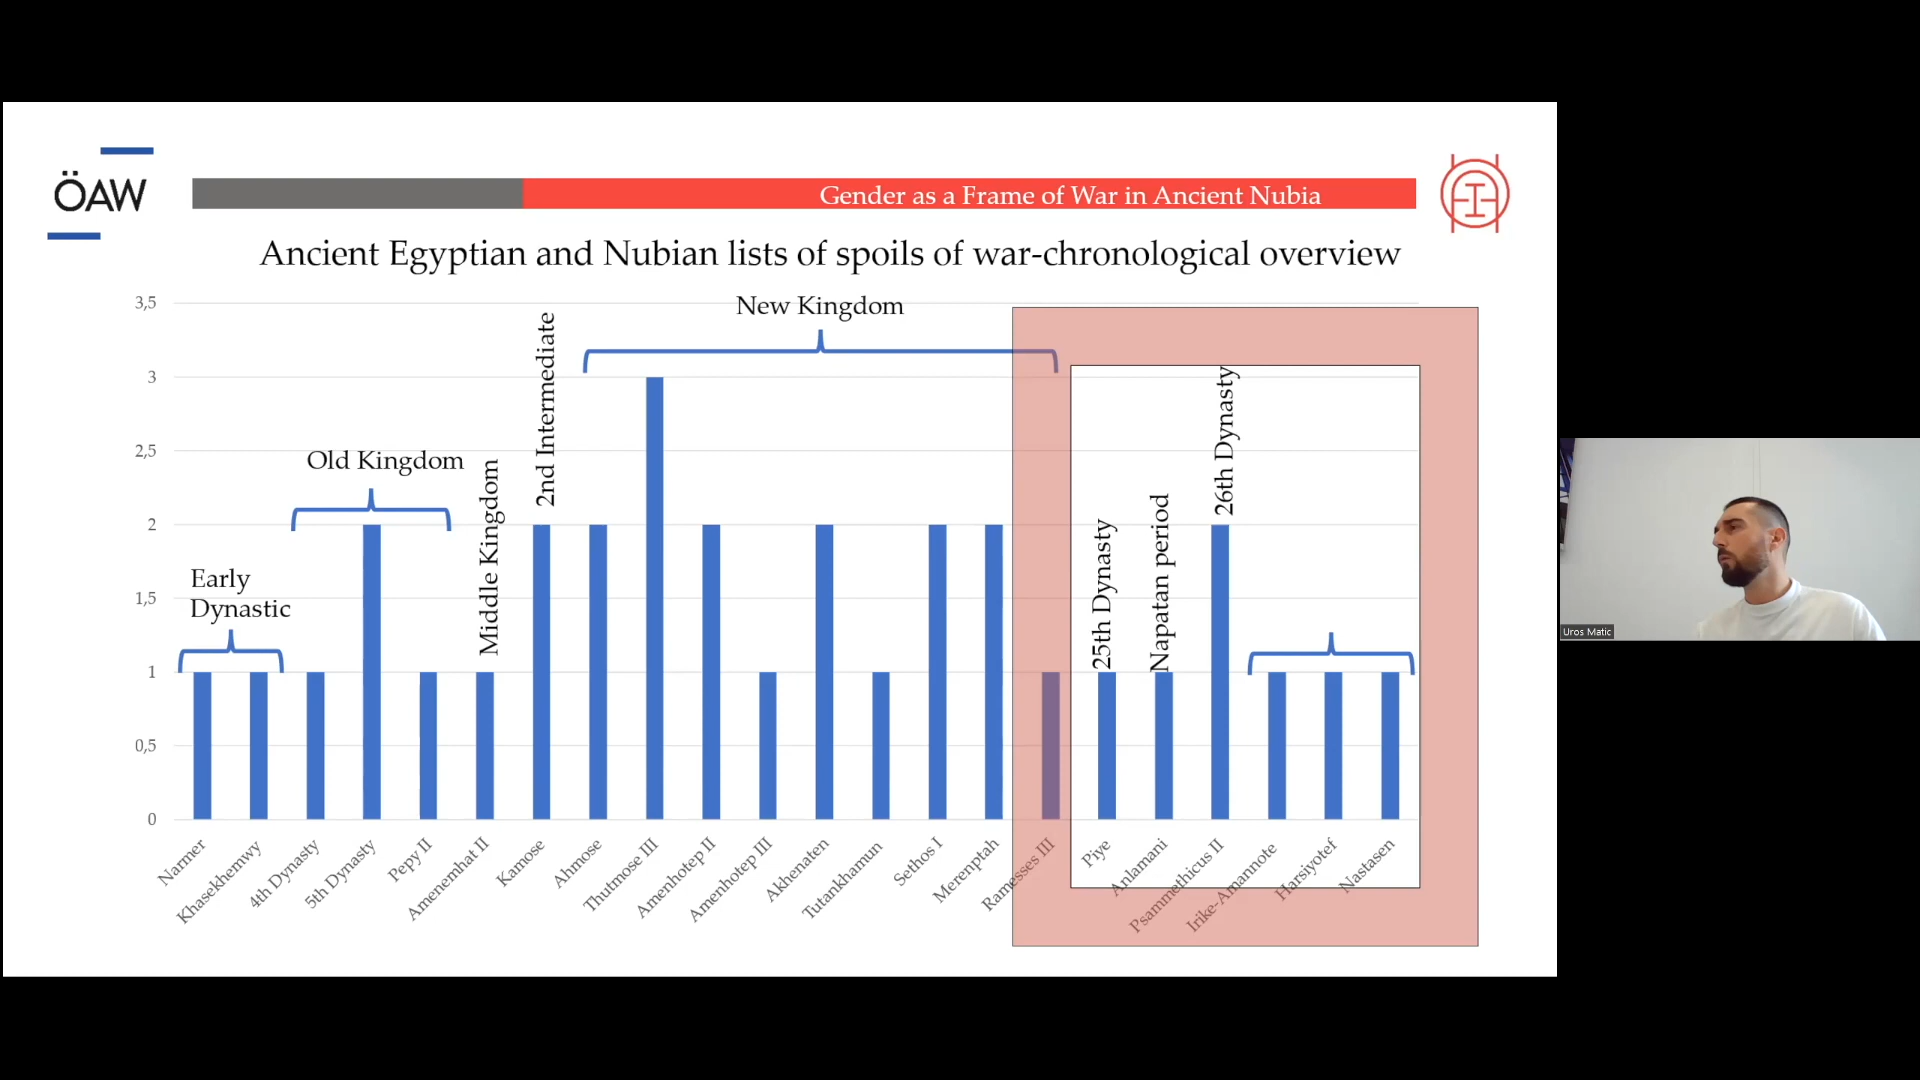 ÖAW
Gender as a Frame of War in Ancient Nubia
Ancient Egyptian and Nubian lists of spoils of war-chronological overview
3,5
3
2,5
2
1,5
1
0,5
0
Early
Dynastic
Old Kingdom
Middle Kingdom
2nd Intermediate
New Kingdom
25th Dynasty
Napatan period
26th Dynasty
Narmer
Khasekhemwy
4th Dynasty
5th Dynasty
Pepy II
Amenemhat II
Kamose
Ahmose
Thutmose III
Amenhotep II
Amenhotep III
Akhenaten
Tutankhamun
Sethos I
Merenptah
Ramesses III
Piye
Anlamani
Psammethicus II
Irike-Amannote
Harsiyotef
Nastasen
Uros Matic